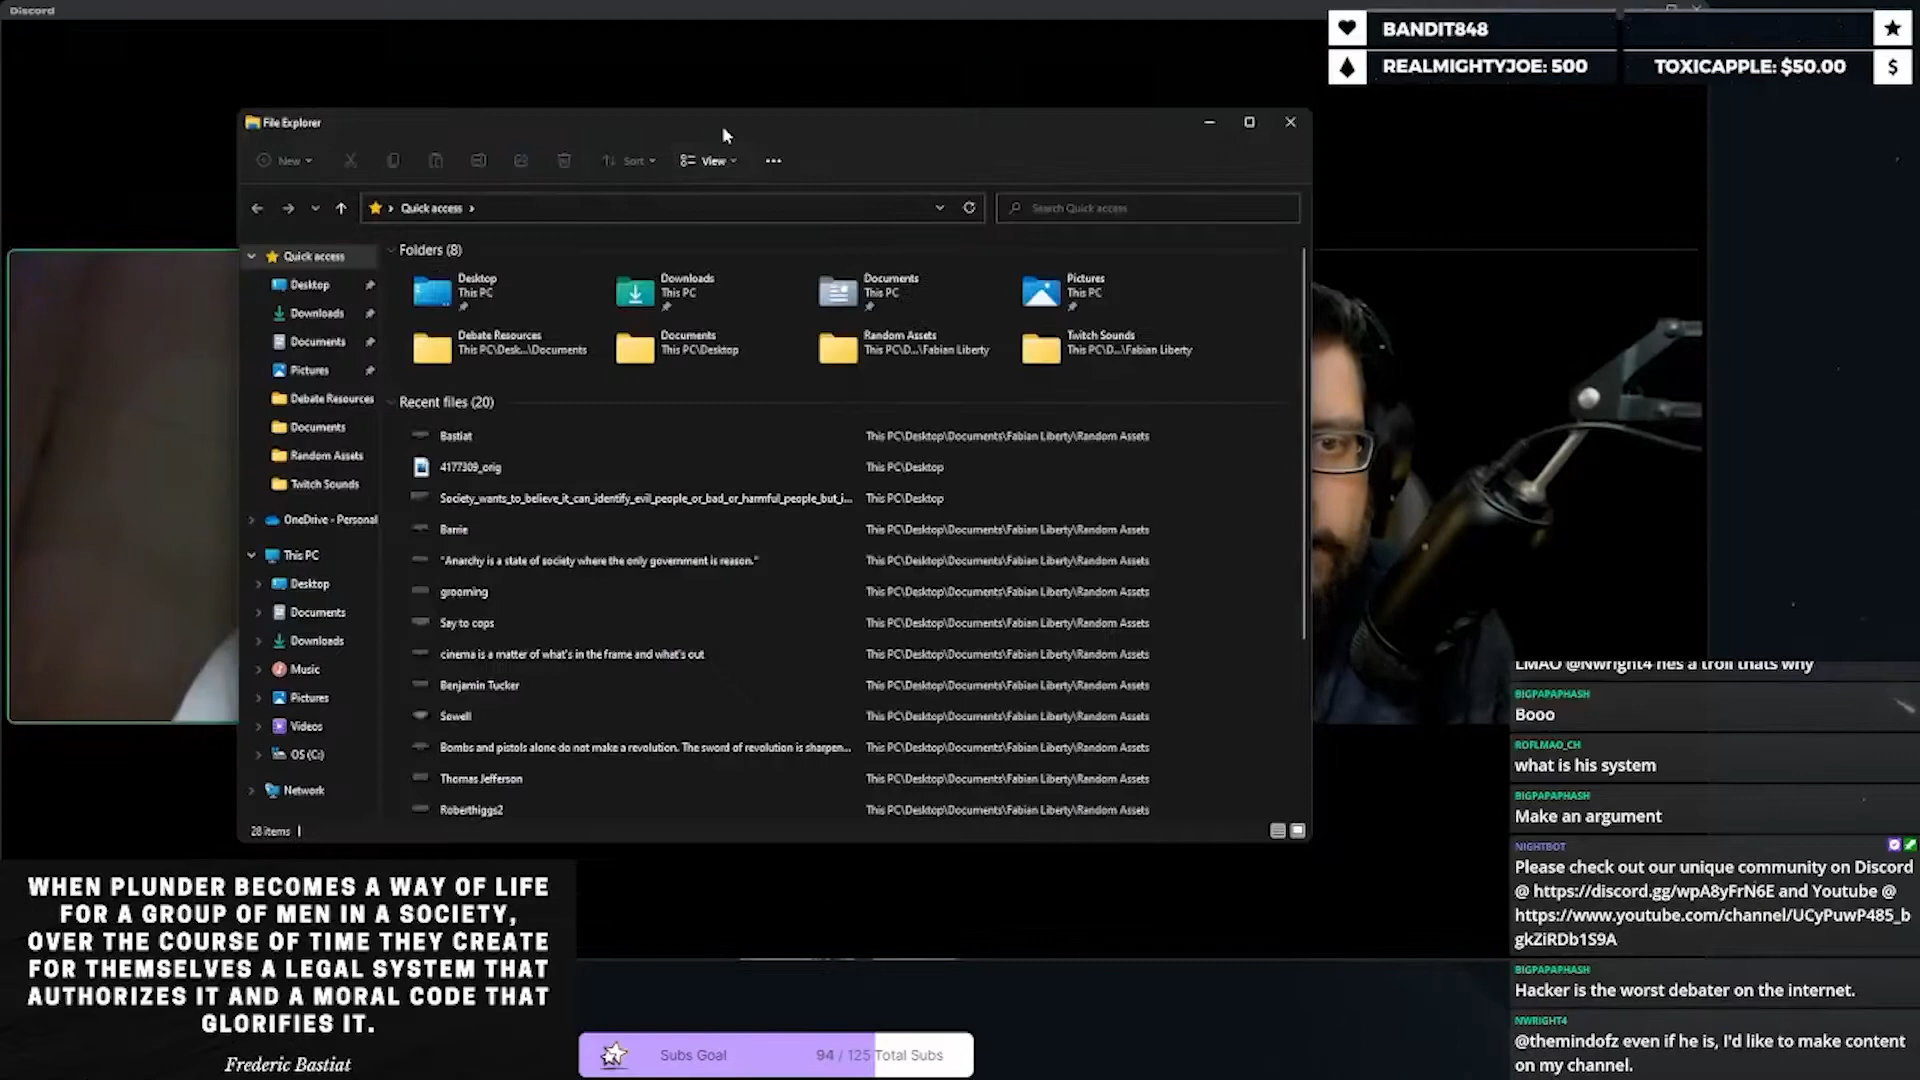 Discord
BANDIT848
REALMIGHTYJOE: 500
TOXICAPPLE: $50.00
$
File Explorer
New
Sort
View
Quick access
Search Quick access
Quick access
Desktop
Downloads
Documents
Pictures
Debate Resources
Documents
Random Assets
Twitch Sounds
OneDrive - Personal
This PC
Desktop
Documents
Downloads
Music
Pictures
Videos
OS (C:)
Network
28 items
Folders (8)
Desktop
This PC
Downloads
This PC
Documents
This PC
Pictures
This PC
Debate Resources
This PC\Desk...\Documents
Documents
This PC\Desktop
Random Assets
This PC\D...\Fabian Liberty
Twitch Sounds
This PC\D...\Fabian Liberty
Recent files (20)
Bastiat This PC\Desktop\Documents\Fabian Liberty\Random Assets
4177309_orig This PC\Desktop
Society_wants_to_believe_it_can_identify_evil_people_or_bad_or_harmful_people_but_i... This PC\Desktop
Barrie This PC\Desktop\Documents\Fabian Liberty\Random Assets
"Anarchy is a state of society where the only government is reason." This PC\Desktop\Documents\Fabian Liberty\Random Assets
grooming This PC\Desktop\Documents\Fabian Liberty\Random Assets
Say to cops This PC\Desktop\Documents\Fabian Liberty\Random Assets
cinema is a matter of what's in the frame and what's out This PC\Desktop\Documents\Fabian Liberty\Random Assets
Benjamin Tucker This PC\Desktop\Documents\Fabian Liberty\Random Assets
Sowell This PC\Desktop\Documents\Fabian Liberty\Random Assets
Bombs and pistols alone do not make a revolution. The sword of revolution is sharpen... This PC\Desktop\Documents\Fabian Liberty\Random Assets
Thomas Jefferson This PC\Desktop\Documents\Fabian Liberty\Random Assets
Roberthiggs2 This PC\Desktop\Documents\Fabian Liberty\Random Assets
LMAO @Nwright4 hes a troll thats why
BIGPAPAPHASH
Booo
ROFLMAO_CH
what is his system
BIGPAPAPHASH
Make an argument
NIGHTBOT
Please check out our unique community on Discord
@ https://discord.gg/wpA8yFrN6E and Youtube @
https://www.youtube.com/channel/UCyPuwP485_b
gkZiRDb1S9A
BIGPAPAPHASH
Hacker is the worst debater on the internet.
NWRIGHT4
@themindofz even if he is, I'd like to make content
on my channel.
WHEN PLUNDER BECOMES A WAY OF LIFE
FOR A GROUP OF MEN IN A SOCIETY,
OVER THE COURSE OF TIME THEY CREATE
FOR THEMSELVES A LEGAL SYSTEM THAT
AUTHORIZES IT AND A MORAL CODE THAT
GLORIFIES IT.
Frederic Bastiat
Subs Goal 94 / 125 Total Subs